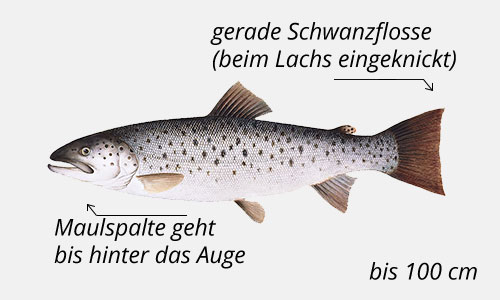 gerade Schwanzflosse
(beim Lachs eingeknickt)
Maulspalte geht
bis hinter das Auge
bis 100 cm